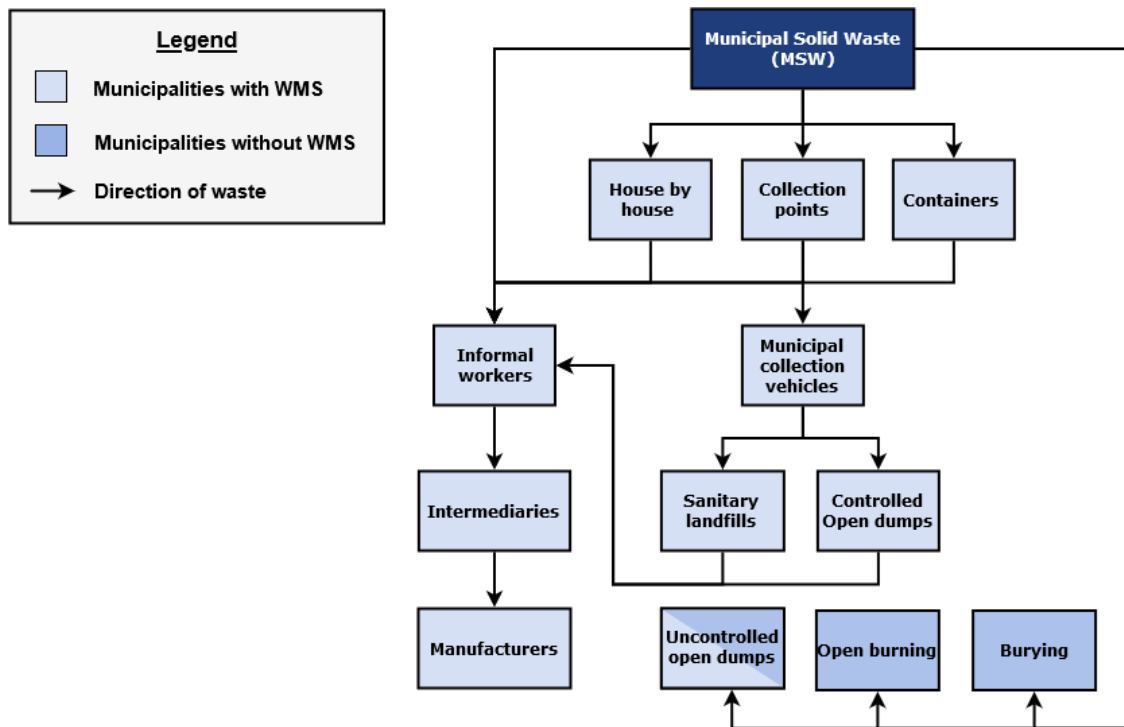 Legend
Municipalities with WMS
Municipalities without WMS
Direction of waste
Municipal Solid Waste
(MSW)
House by
house
Collection
points
Containers
Informal
workers
Municipal
collection
vehicles
Intermediaries
Sanitary
landfills
Controlled
Open dumps
Manufacturers
Uncontrolled
open dumps
Open burning
Burying